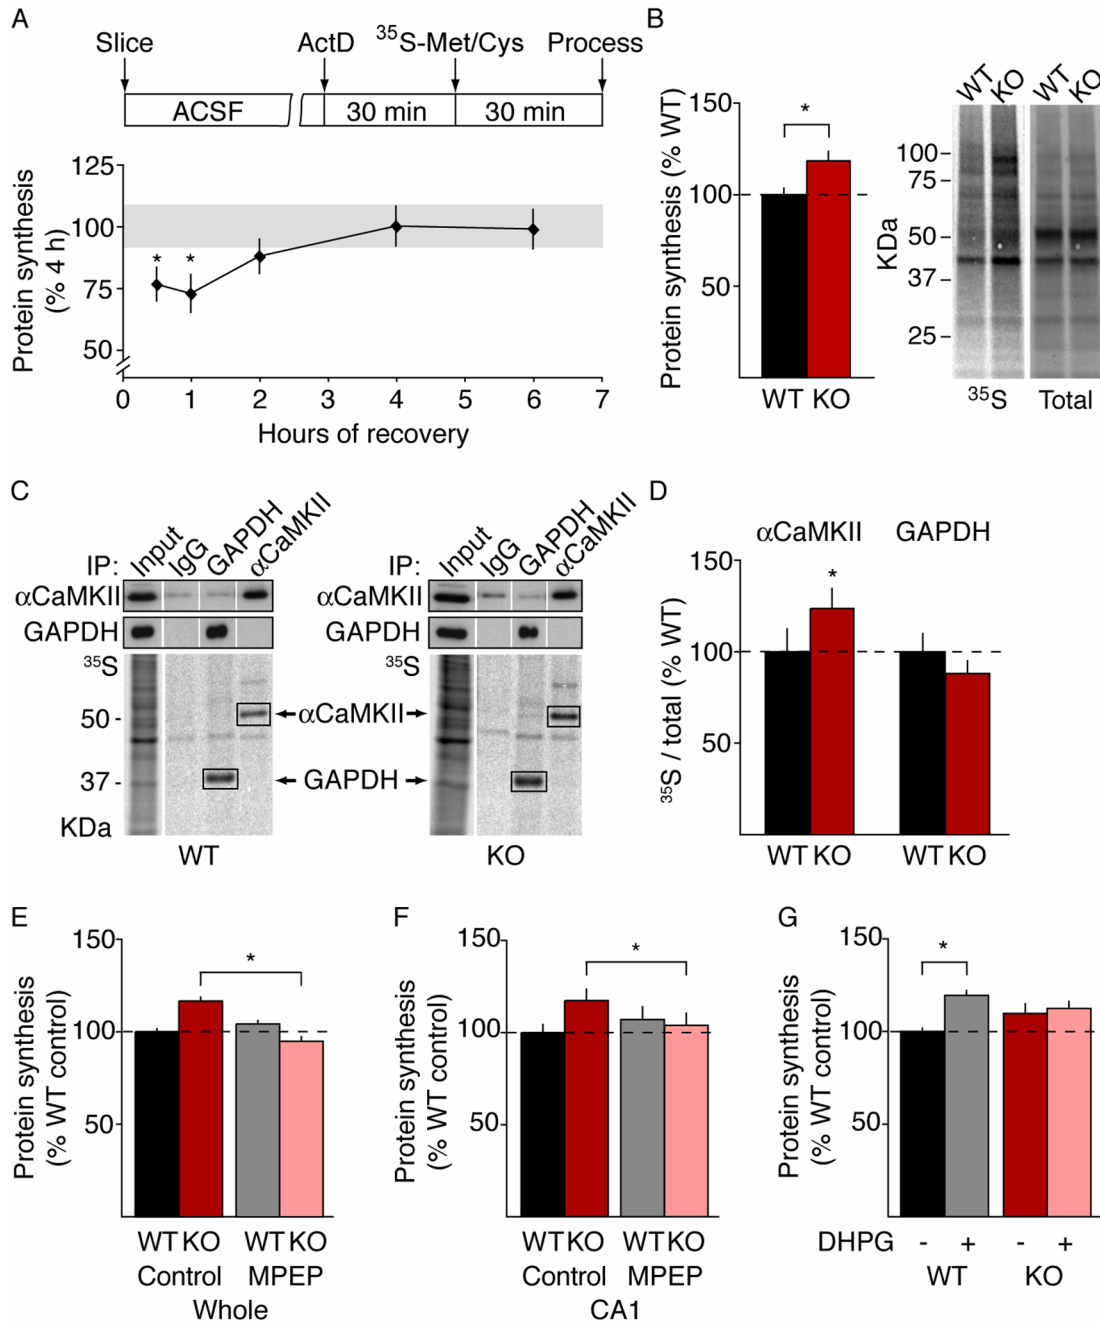 A
Slice ActD ³⁵S-Met/Cys Process
ACSF 30 min 30 min
Protein synthesis
(% 4 h)
125
100
75
50
* *
0 1 2 3 4 5 6 7
Hours of recovery
B
Protein synthesis (% WT)
150
100
50
*
WT KO
WT KO WT KO
KDa
100
75
50
37
25
³⁵S Total
C
IP: Input IgG GAPDH αCaMKII
αCaMKII
GAPDH
³⁵S
50
37
KDa
WT
IP: Input IgG GAPDH αCaMKII
αCaMKII
GAPDH
³⁵S
αCaMKII
GAPDH
KO
D
αCaMKII GAPDH
³⁵S / total (% WT)
150
100
50
*
WT KO WT KO
E
Protein synthesis
(% WT control)
150
100
50
*
WT KO WT KO
Control MPEP
Whole
F
Protein synthesis
(% WT control)
150
100
50
*
WT KO WT KO
Control MPEP
CA1
G
Protein synthesis
(% WT control)
150
100
50
*
DHPG - + - +
WT KO